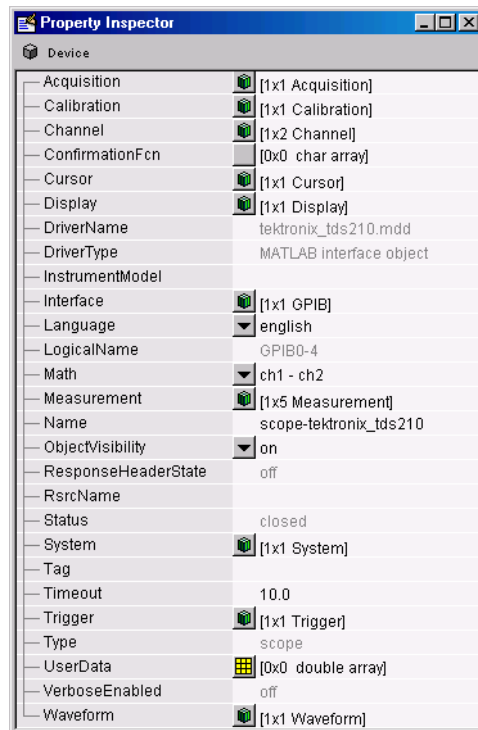 Property Inspector
Device
Acquisition [1x1 Acquisition]
Calibration [1x1 Calibration]
Channel [1x2 Channel]
ConfirmationFcn [0x0 char array]
Cursor [1x1 Cursor]
Display [1x1 Display]
DriverName tektronix_tds210.mdd
DriverType MATLAB interface object
InstrumentModel
Interface [1x1 GPIB]
Language english
LogicalName GPIB0-4
Math ch1 - ch2
Measurement [1x5 Measurement]
Name scope-tektronix_tds210
ObjectVisibility on
ResponseHeaderState off
RsrcName
Status closed
System [1x1 System]
Tag
Timeout 10.0
Trigger [1x1 Trigger]
Type scope
UserData [0x0 double array]
VerboseEnabled off
Waveform [1x1 Waveform]